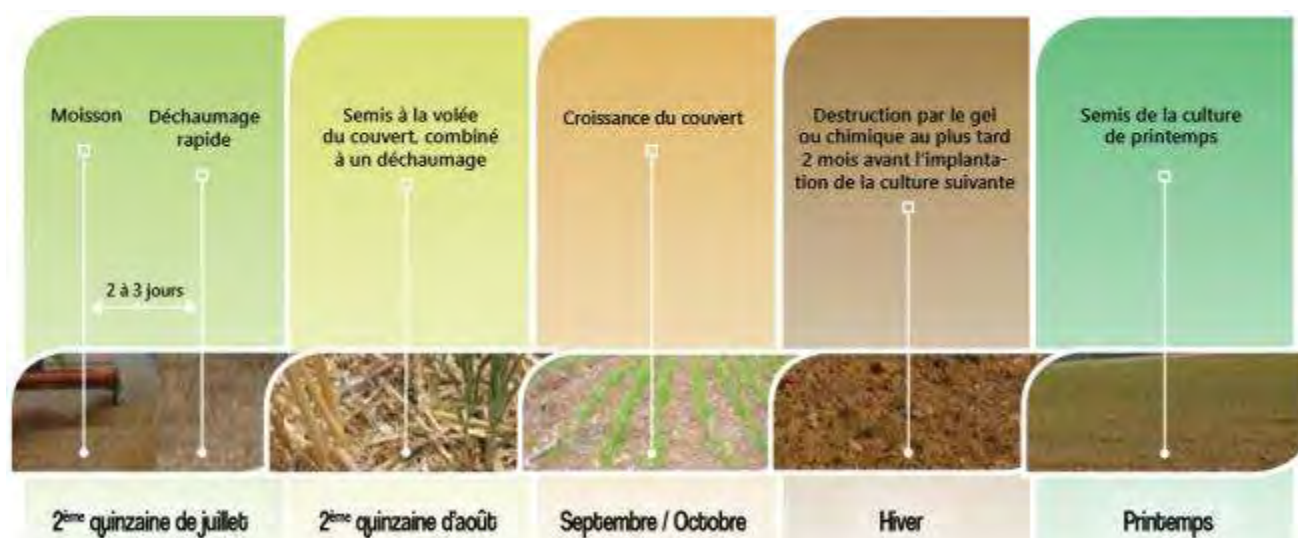 Moisson
Déchaumage
rapide
2 à 3 jours
Semis à la volée
du couvert, combiné
à un déchaumage
Croissance du couvert
Destruction par le gel
ou chimique au plus tard
2 mois avant l'implanta-
tion de la culture suivante
Semis de la culture
de printemps
2ème quinzaine de juillet
2ème quinzaine d'août
Septembre / Octobre
Hiver
Printemps